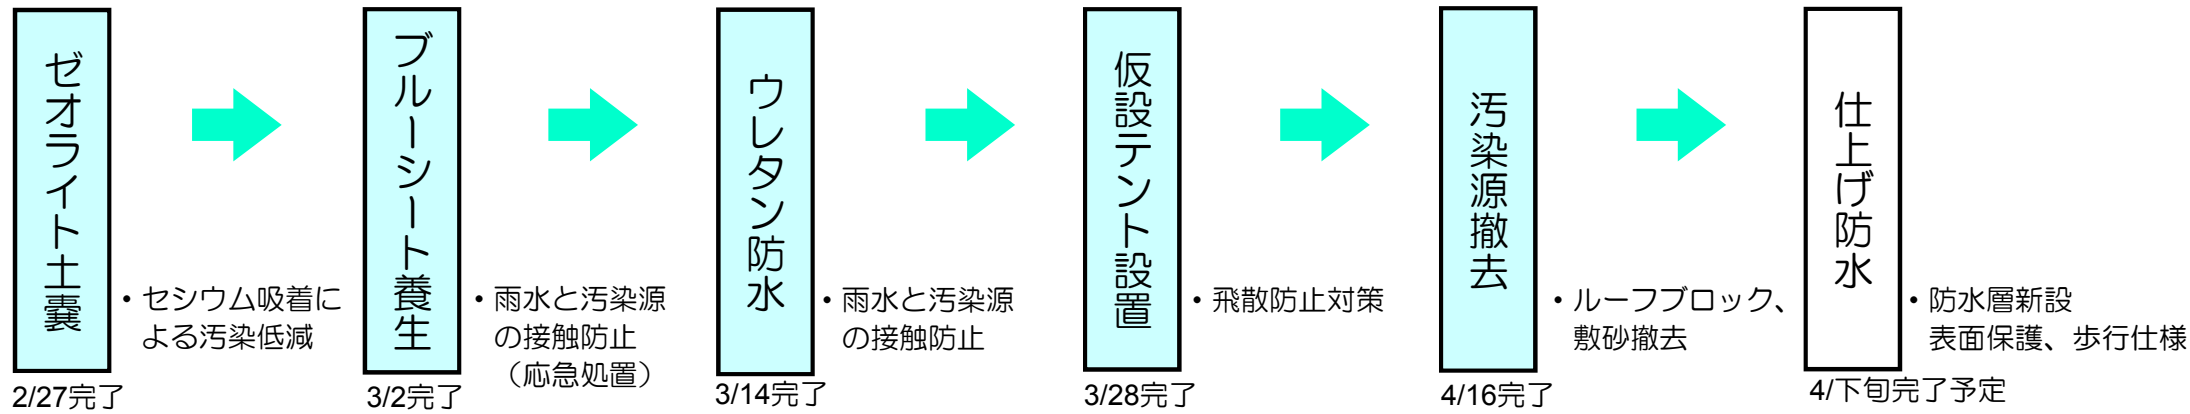 ゼオライト土嚢
・セシウム吸着に
よる汚染低減
2/27完了
ブルーシート養生
・雨水と汚染源
の接触防止
（応急処置）
3/2完了
ウレタン防水
・雨水と汚染源
の接触防止
3/14完了
仮設テント設置
・飛散防止対策
3/28完了
汚染源撤去
・ルーフブロック、
敷砂撤去
4/16完了
仕上げ防水
・防水層新設
表面保護、歩行仕様
4/下旬完了予定